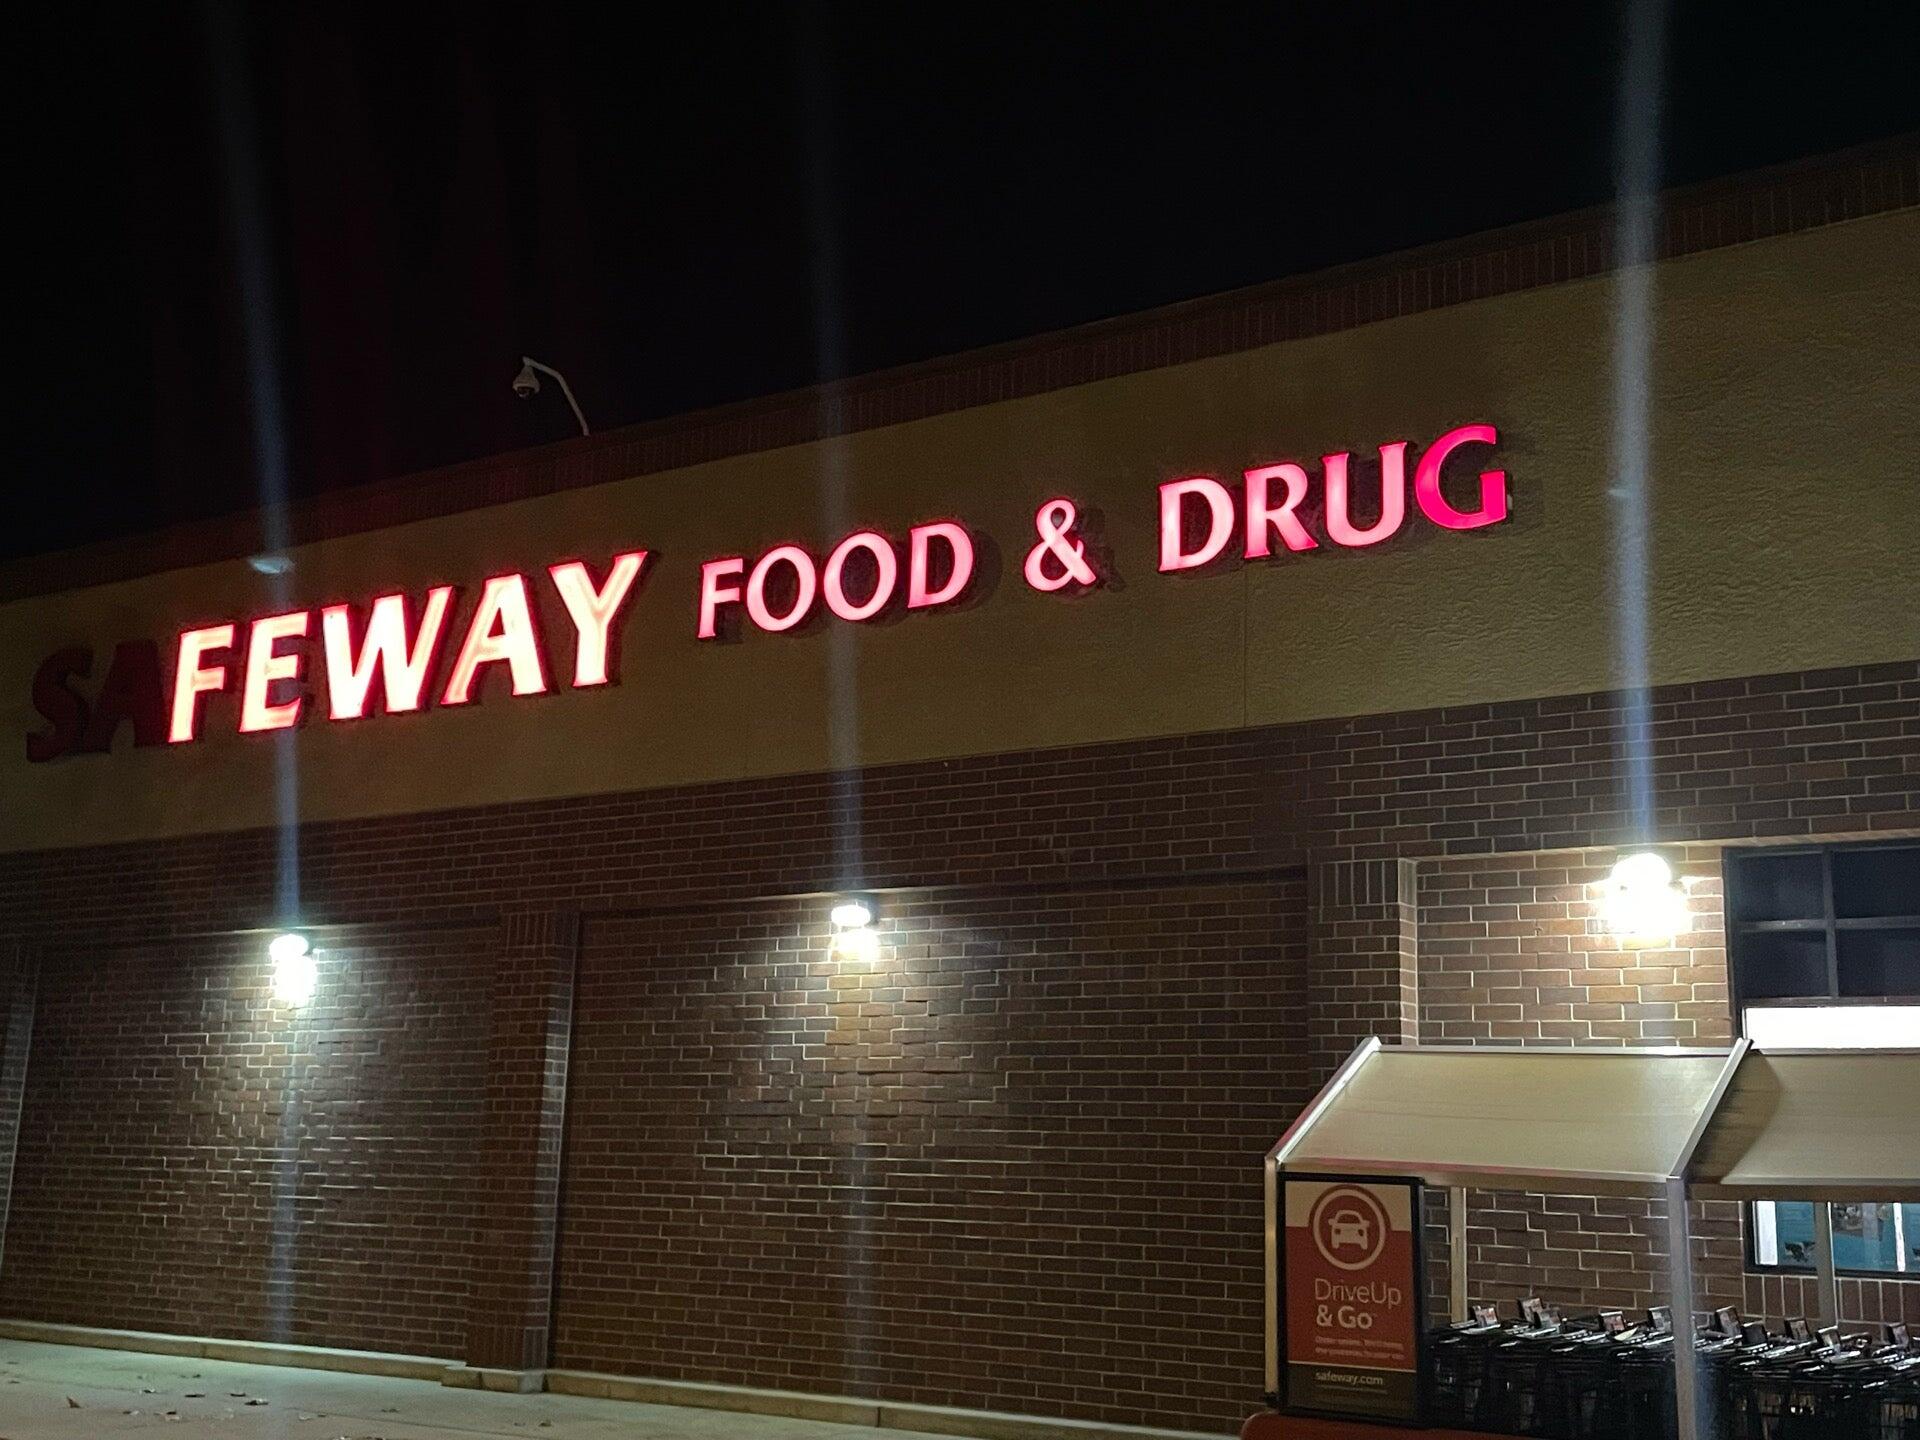 SAFEWAY FOOD & DRUG
DriveUp
& Go
safeway.com